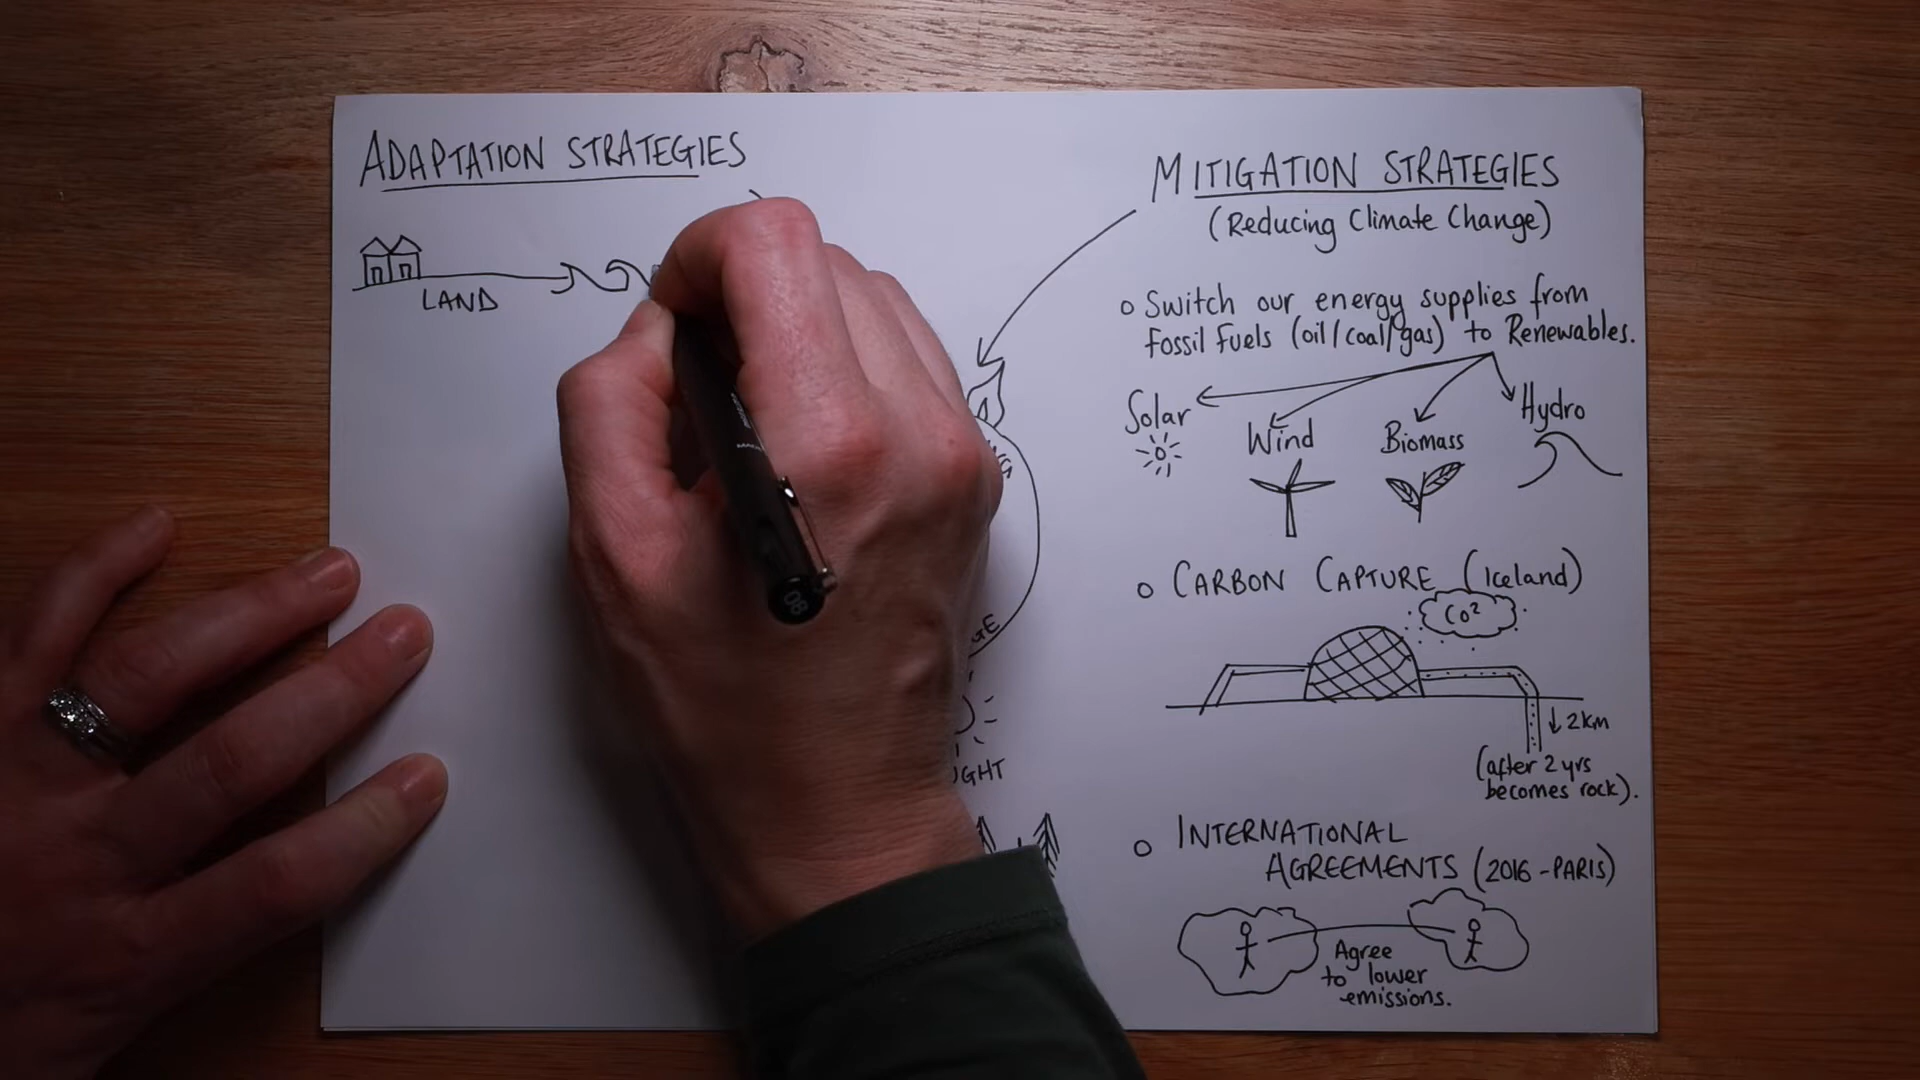 ADAPTATION STRATEGIES
LAND
MITIGATION STRATEGIES
(Reducing Climate Change)
o Switch our energy supplies from
Fossil Fuels (oil/coal/gas) to Renewables.
Solar
Wind
Biomass
Hydro
o CARBON CAPTURE (Iceland)
CO²
↓ 2km
(after 2 yrs
becomes rock).
o INTERNATIONAL
AGREEMENTS (2016 - PARIS)
Agree
to lower
emissions.
08